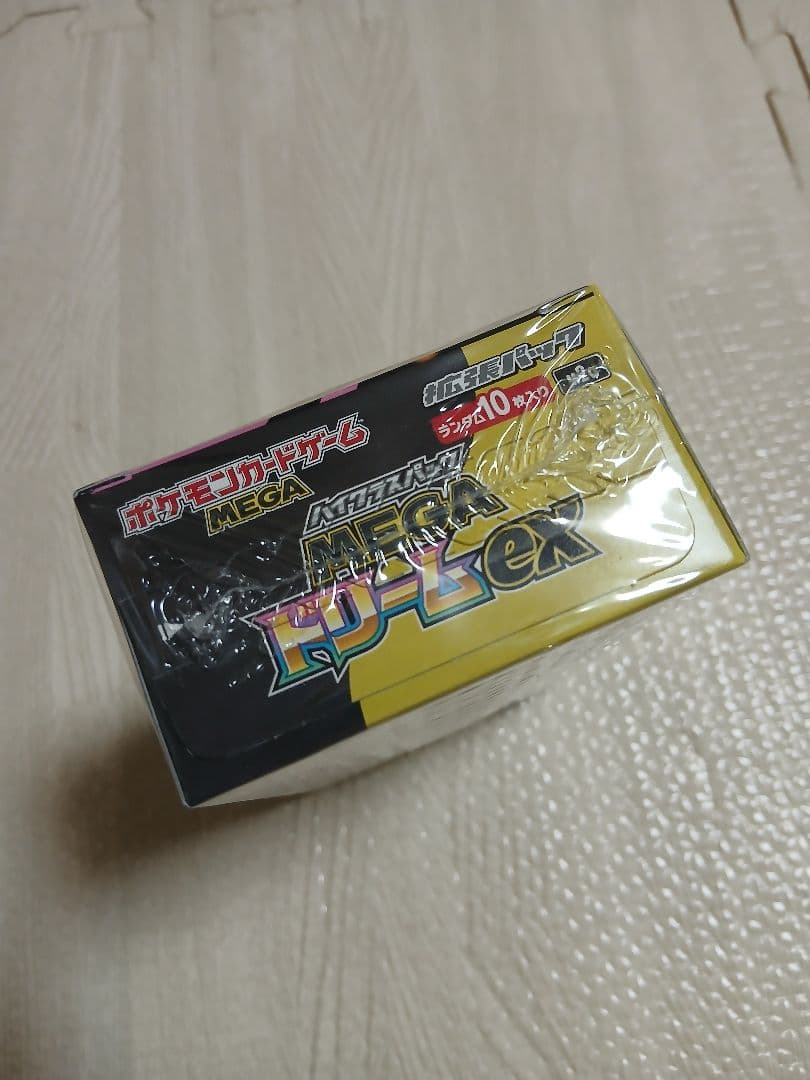 拡張パック
ランダム10枚入り
ポケモンカードゲーム
MEGA
ハイクラスパック
MEGA
ドリームex